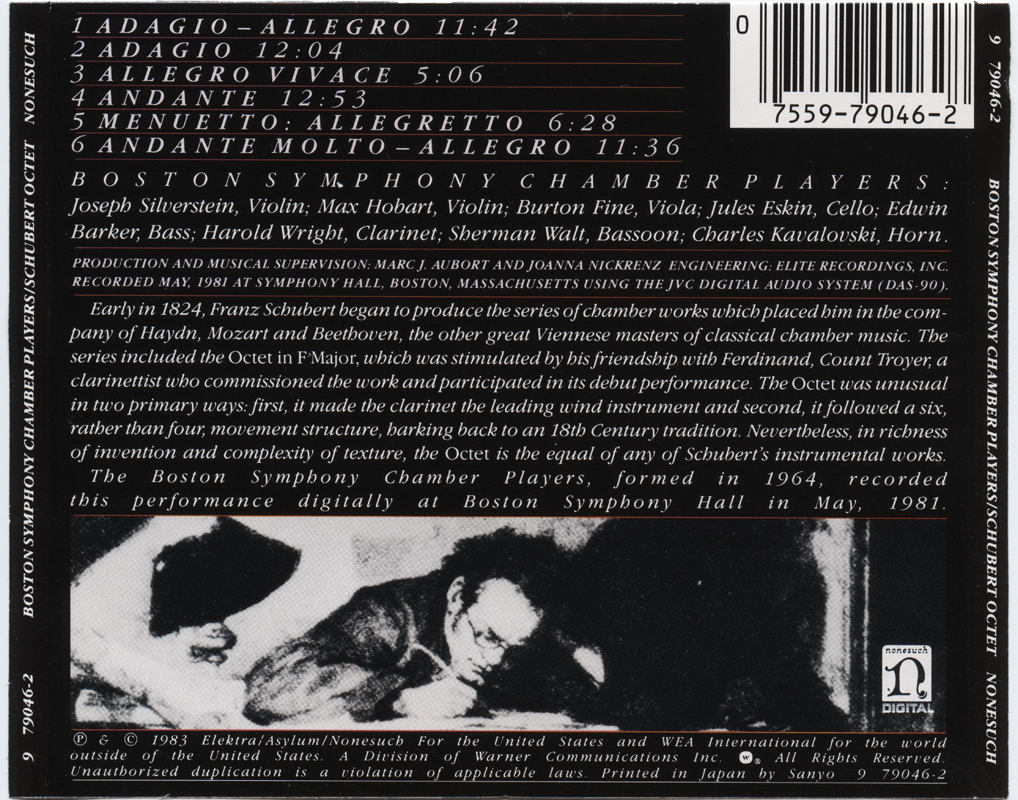 1 ADAGIO–ALLEGRO 11:42
2 ADAGIO 12:04
3 ALLEGRO VIVACE 5:06
4 ANDANTE 12:53
5 MENUETTO: ALLEGRETTO 6:28
6 ANDANTE MOLTO–ALLEGRO 11:36
0
7559-79046-2
BOSTON SYMPHONY CHAMBER PLAYERS:
Joseph Silverstein, Violin; Max Hobart, Violin; Burton Fine, Viola; Jules Eskin, Cello; Edwin
Barker, Bass; Harold Wright, Clarinet; Sherman Walt, Bassoon; Charles Kavalovski, Horn.
PRODUCTION AND MUSICAL SUPERVISION: MARC J. AUBORT AND JOANNA NICKRENZ ENGINEERING: ELITE RECORDINGS, INC.
RECORDED MAY, 1981 AT SYMPHONY HALL, BOSTON, MASSACHUSETTS USING THE JVC DIGITAL AUDIO SYSTEM (DAS-90).
Early in 1824, Franz Schubert began to produce the series of chamber works which placed him in the com-
pany of Haydn, Mozart and Beethoven, the other great Viennese masters of classical chamber music. The
series included the Octet in F Major, which was stimulated by his friendship with Ferdinand, Count Troyer, a
clarinettist who commissioned the work and participated in its debut performance. The Octet was unusual
in two primary ways: first, it made the clarinet the leading wind instrument and second, it followed a six,
rather than four, movement structure, harking back to an 18th Century tradition. Nevertheless, in richness
of invention and complexity of texture, the Octet is the equal of any of Schubert's instrumental works.
The Boston Symphony Chamber Players, formed in 1964, recorded
this performance digitally at Boston Symphony Hall in May, 1981.
nonesuch
n
DIGITAL
℗ & © 1983 Elektra/Asylum/Nonesuch For the United States and WEA International for the world
outside of the United States. A Division of Warner Communications Inc. W ® All Rights Reserved.
Unauthorized duplication is a violation of applicable laws. Printed in Japan by Sanyo 9 79046-2
9 79046-2 BOSTON SYMPHONY CHAMBER PLAYERS/SCHUBERT OCTET NONESUCH
9 79046-2 BOSTON SYMPHONY CHAMBER PLAYERS/SCHUBERT OCTET NONESUCH